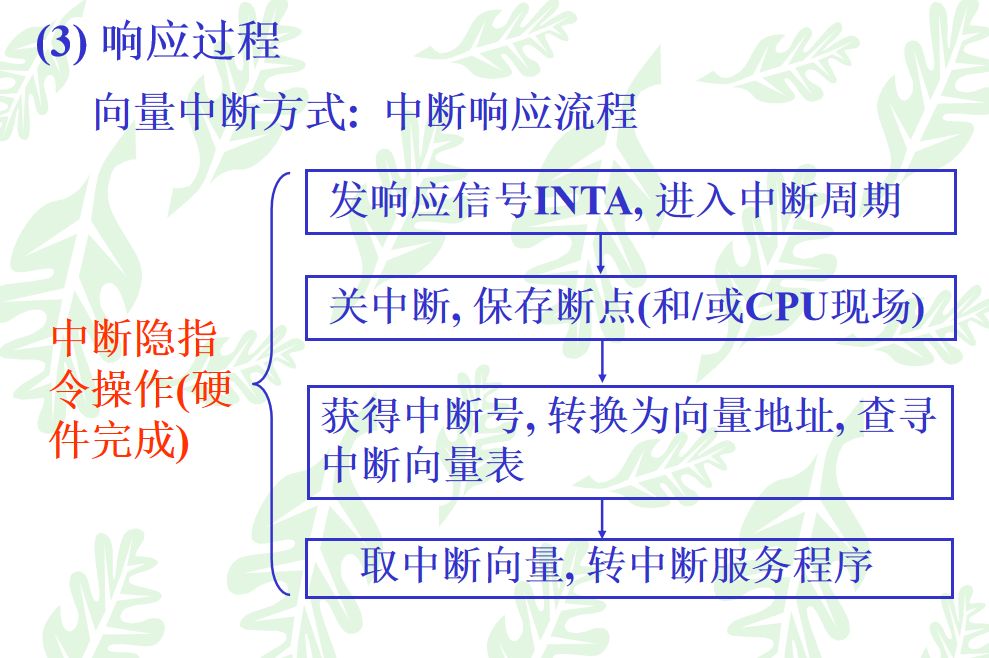 (3) 响应过程
向量中断方式: 中断响应流程
发响应信号INTA, 进入中断周期
关中断, 保存断点(和/或CPU现场)
中断隐指
令操作(硬
件完成)
获得中断号, 转换为向量地址, 查寻
中断向量表
取中断向量, 转中断服务程序